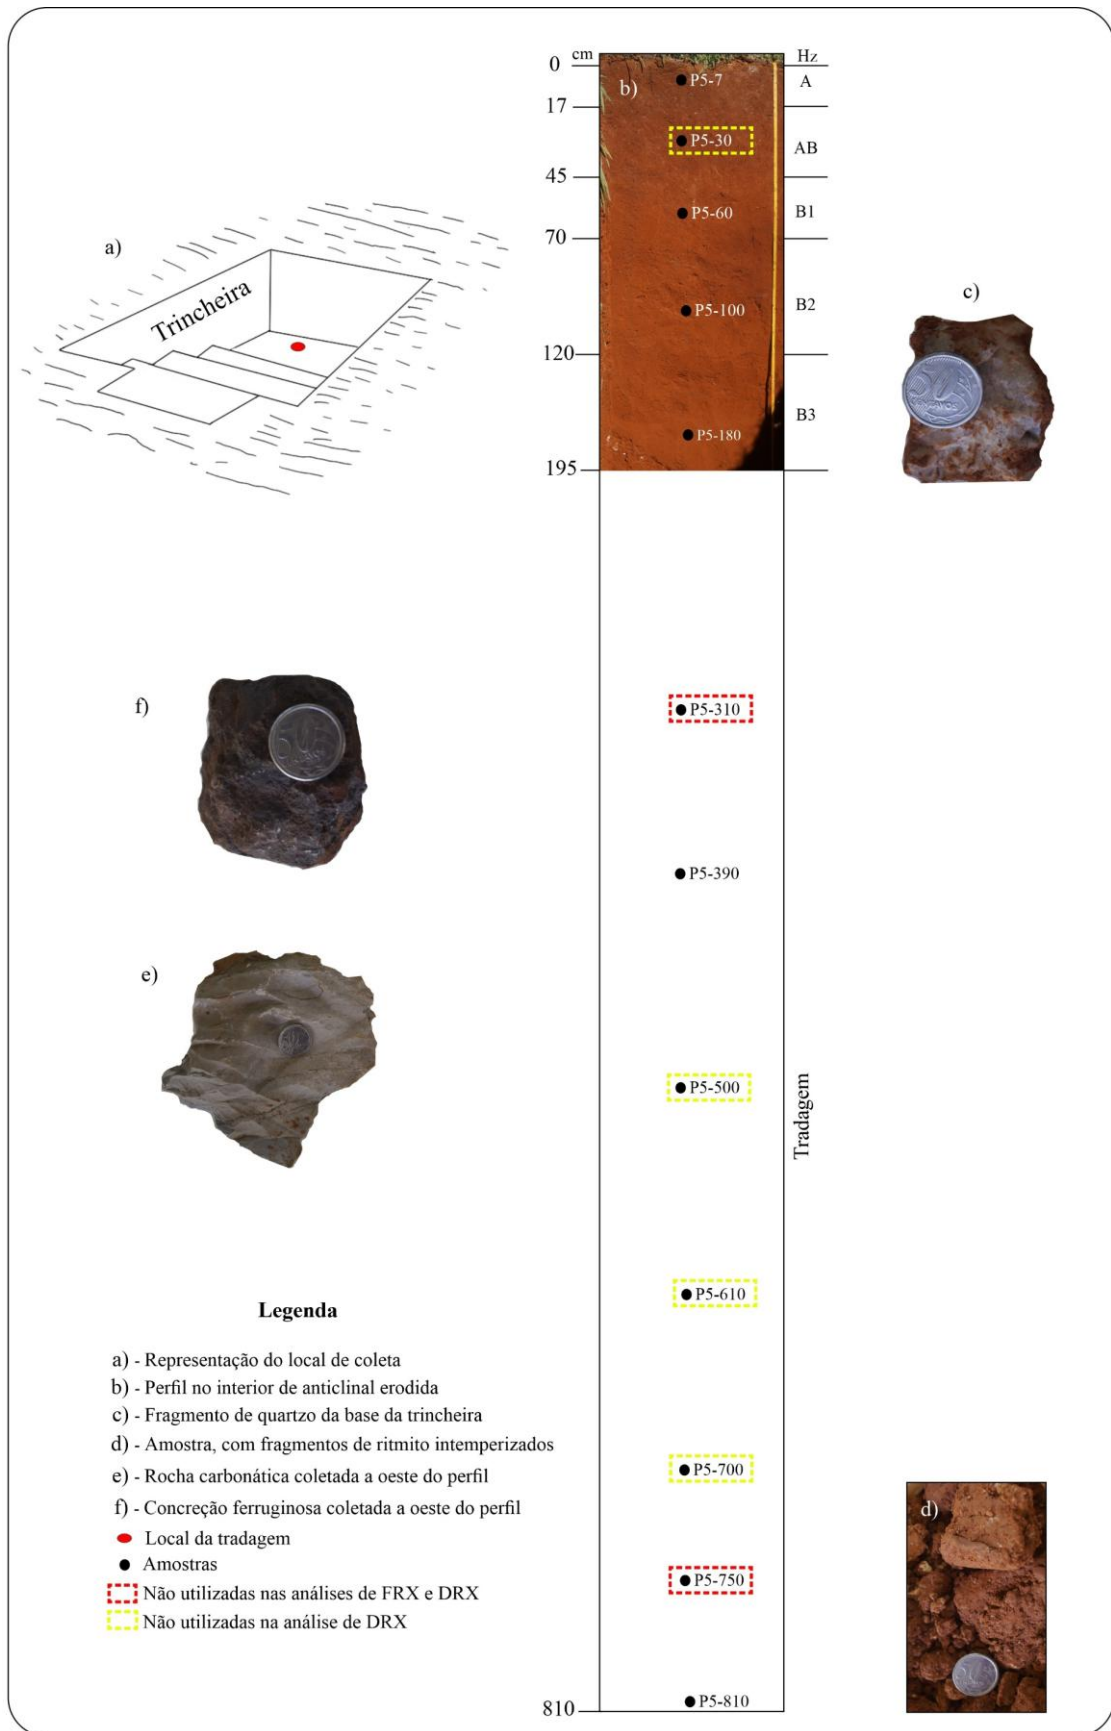 cm
Hz
0
b)
P5-7
A
17
P5-30
AB
45
P5-60
B1
70
P5-100
B2
120
P5-180
B3
195
a)
Trincheira
c)
50
CENTAVOS
P5-310
f)
50
P5-390
e)
P5-500
Tradagem
P5-610
P5-700
d)
P5-750
P5-810
810
Legenda
a) - Representação do local de coleta
b) - Perfil no interior de anticlinal erodida
c) - Fragmento de quartzo da base da trincheira
d) - Amostra, com fragmentos de ritmito intemperizados
e) - Rocha carbonática coletada a oeste do perfil
f) - Concreção ferruginosa coletada a oeste do perfil
Local da tradagem
Amostras
Não utilizadas nas análises de FRX e DRX
Não utilizadas na análise de DRX